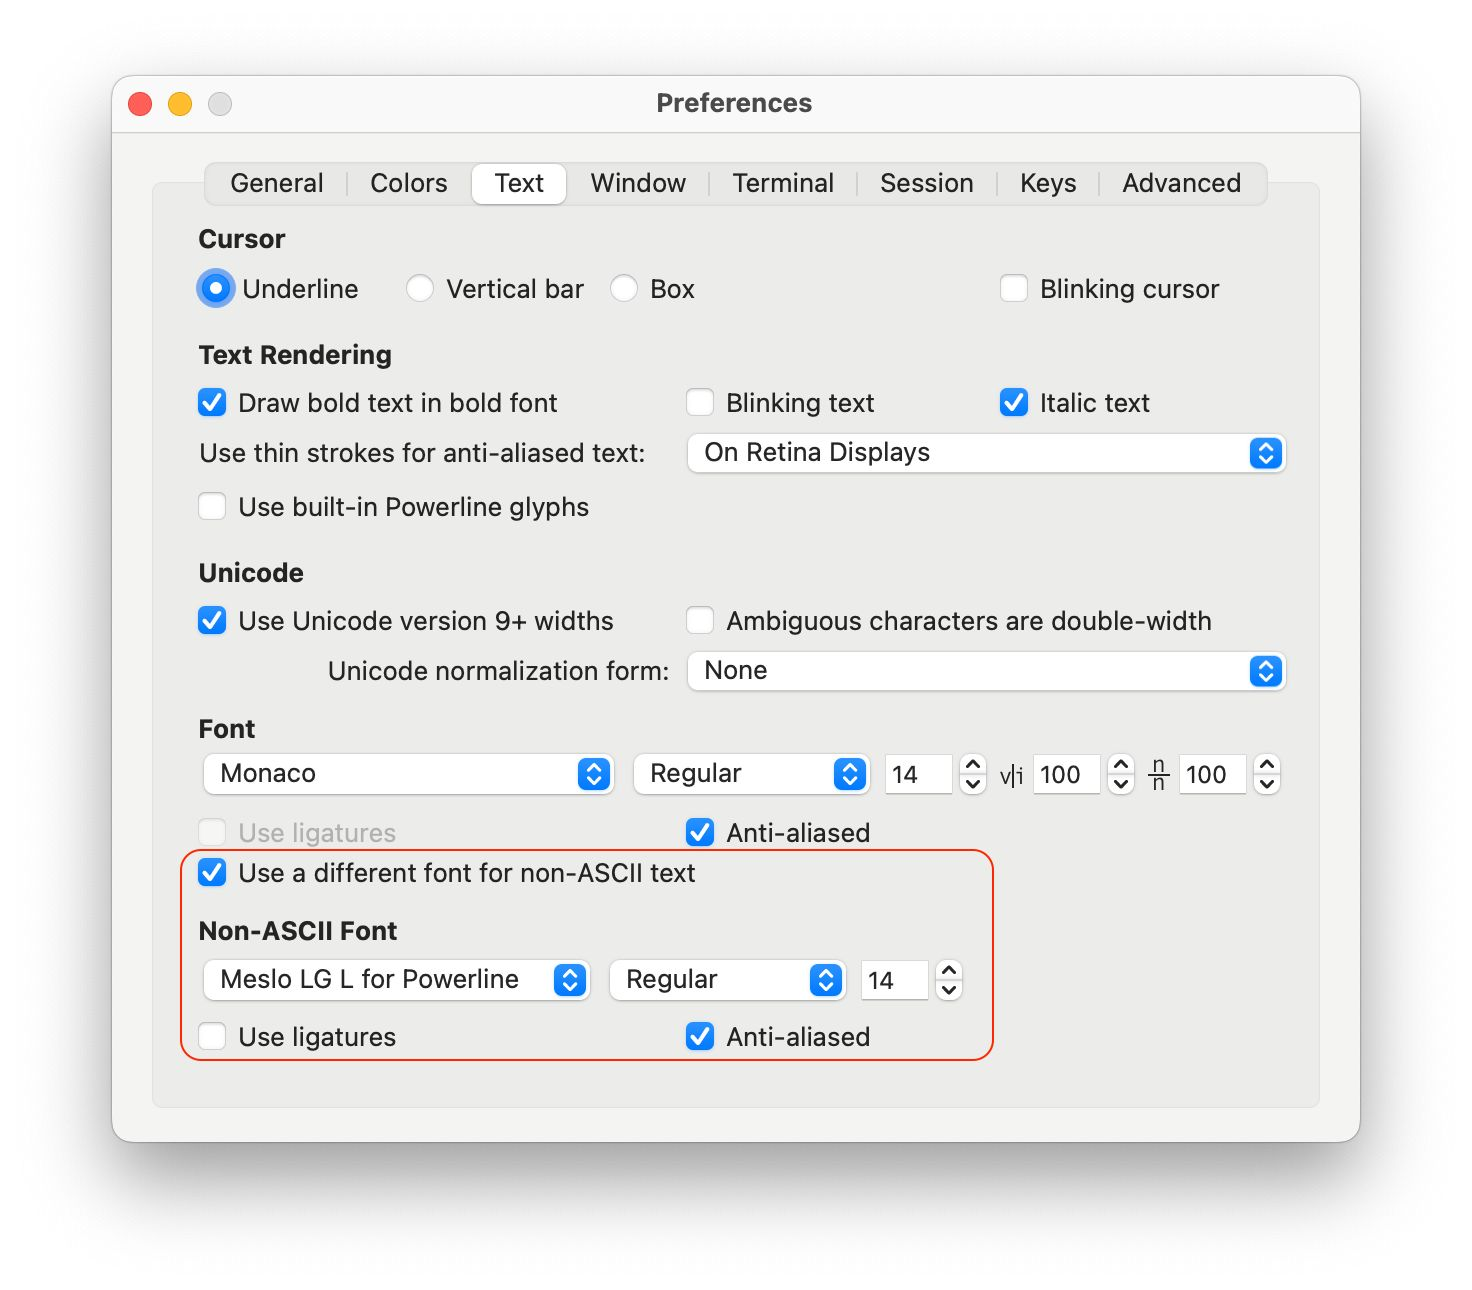 Preferences
General Colors Text Window Terminal Session Keys Advanced
Cursor
Underline Vertical bar Box Blinking cursor
Text Rendering
Draw bold text in bold font Blinking text Italic text
Use thin strokes for anti-aliased text: On Retina Displays
Use built-in Powerline glyphs
Unicode
Use Unicode version 9+ widths Ambiguous characters are double-width
Unicode normalization form: None
Font
Monaco Regular 14 v|i 100 n/n 100
Use ligatures Anti-aliased
Use a different font for non-ASCII text
Non-ASCII Font
Meslo LG L for Powerline Regular 14
Use ligatures Anti-aliased